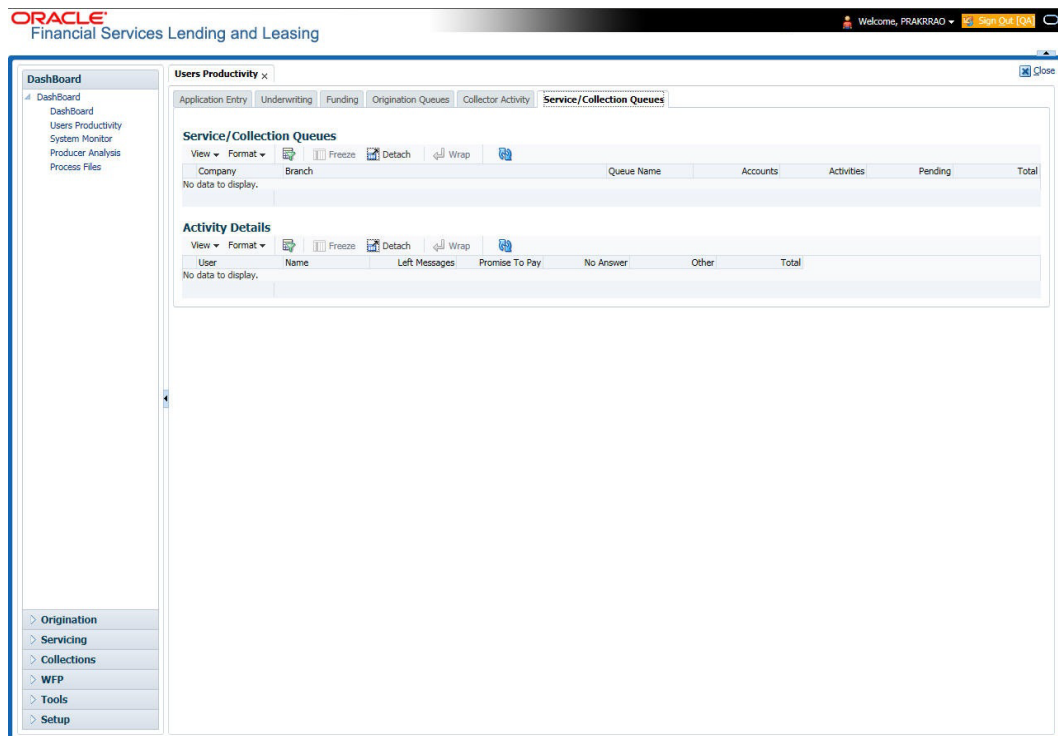 ORACLE
Financial Services Lending and Leasing
Welcome, PRAKRRAO
Sign Out [QA]
Close
DashBoard
DashBoard
DashBoard
Users Productivity
System Monitor
Producer Analysis
Process Files
Origination
Servicing
Collections
WFP
Tools
Setup
Users Productivity x
Application Entry Underwriting Funding Origination Queues Collector Activity Service/Collection Queues
Service/Collection Queues
View Format Freeze Detach Wrap
Company Branch Queue Name Accounts Activities Pending Total
No data to display.
Activity Details
View Format Freeze Detach Wrap
User Name Left Messages Promise To Pay No Answer Other Total
No data to display.